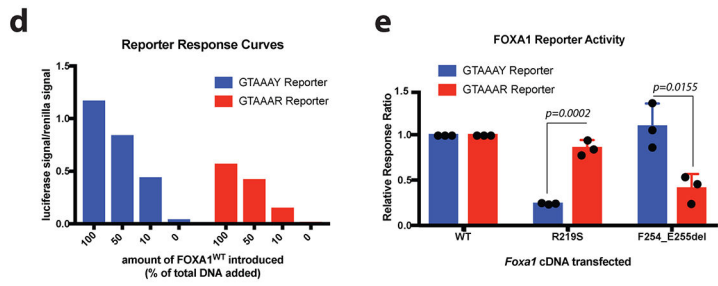 d
Reporter Response Curves
luciferase signal/renilla signal
1.5
1.0
0.5
0.0
GTAAAY Reporter
GTAAAR Reporter
100
50
10
0
100
50
10
0
amount of FOXA1WT introduced
(% of total DNA added)
e
FOXA1 Reporter Activity
GTAAAY Reporter
GTAAAR Reporter
Relative Response Ratio
1.5
1.0
0.5
0.0
p=0.0002
p=0.0155
WT
R219S
F254_E255del
Foxa1 cDNA transfected